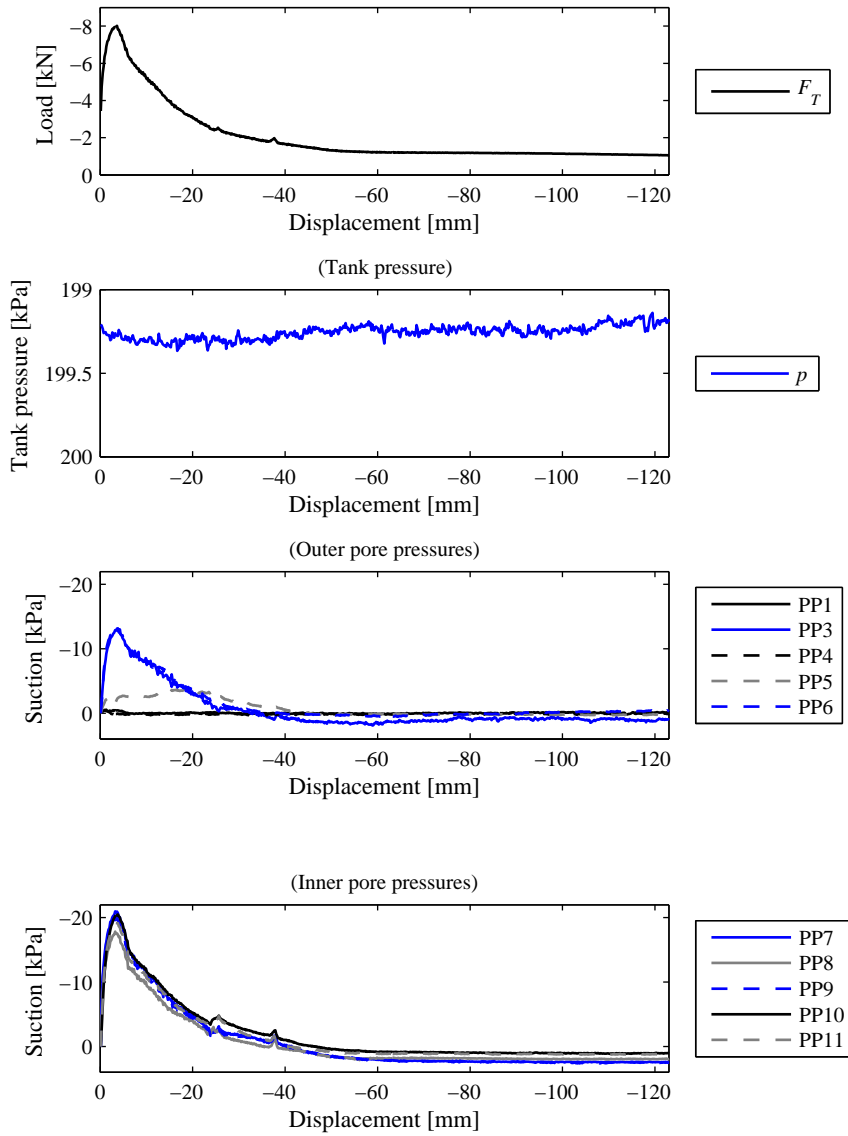 −8
−6
−4
−2
0
Load [kN]
0 −20 −40 −60 −80 −100 −120
Displacement [mm]
F_T
(Tank pressure)
199
199.5
200
Tank pressure [kPa]
0 −20 −40 −60 −80 −100 −120
Displacement [mm]
p
(Outer pore pressures)
−20
−10
0
Suction [kPa]
0 −20 −40 −60 −80 −100 −120
Displacement [mm]
PP1
PP3
PP4
PP5
PP6
(Inner pore pressures)
−20
−10
0
Suction [kPa]
0 −20 −40 −60 −80 −100 −120
Displacement [mm]
PP7
PP8
PP9
PP10
PP11